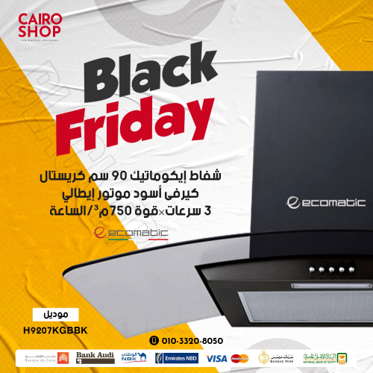 CAIRO
SHOP
Black
Friday
شفاط إيكوماتيك 90 سم كريستال
كيرفى أسود موتور إيطالي
3 سرعات×قوة 750م³/الساعة
ecomatic
ecomatic
موديل
H9207KGBBK
010-3320-8050
Bank Audi
NBK
Emirates NBD
VISA